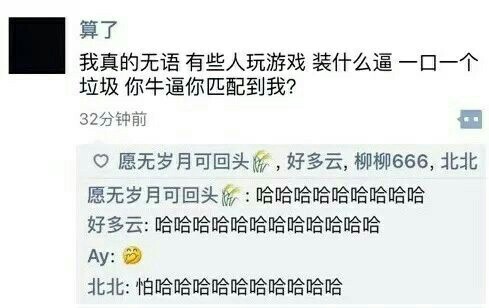 算了
我真的无语 有些人玩游戏 装什么逼 一口一个
垃圾 你牛逼你匹配到我?
32分钟前
愿无岁月可回头🌾, 好多云, 柳柳666, 北北
愿无岁月可回头🌾: 哈哈哈哈哈哈哈哈哈
好多云: 哈哈哈哈哈哈哈哈哈哈哈哈
Ay: 🤭
北北: 怕哈哈哈哈哈哈哈哈哈哈